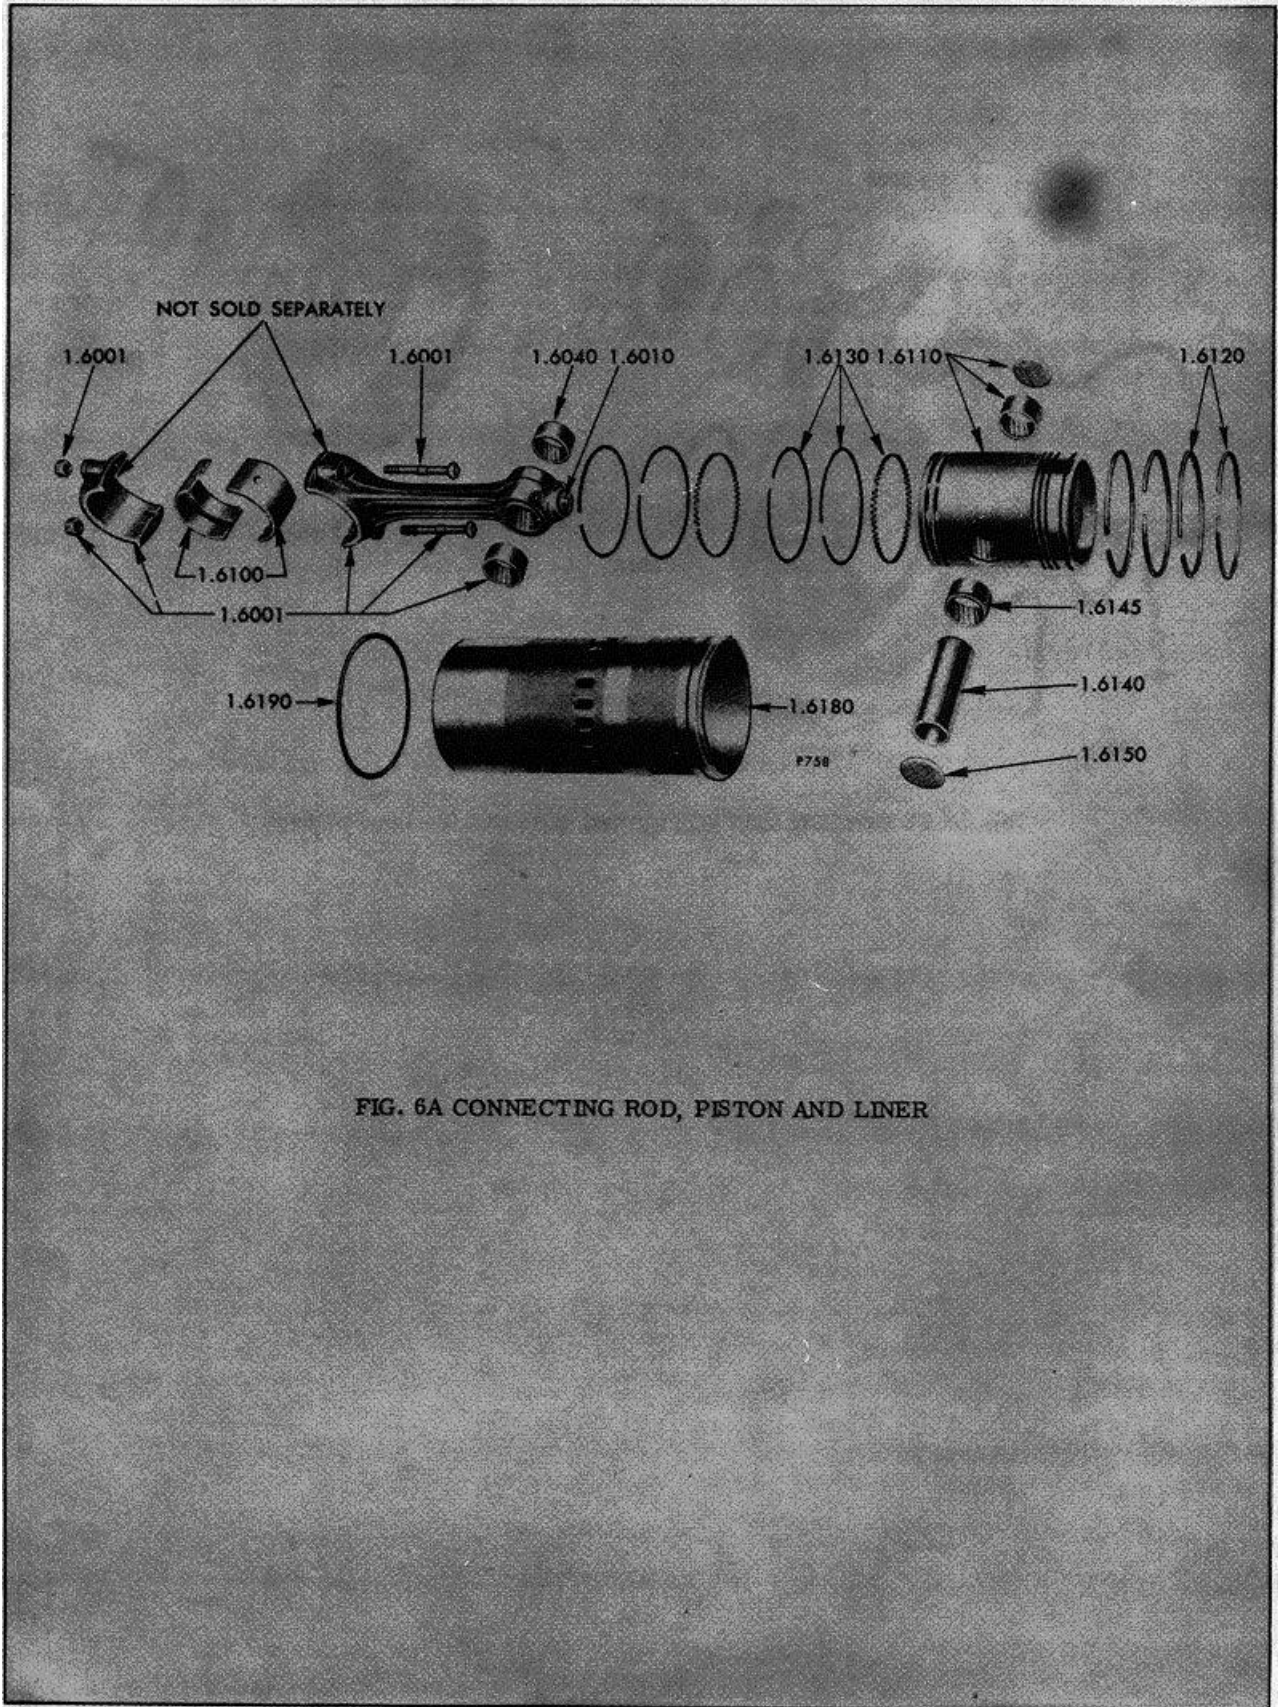 NOT SOLD SEPARATELY
1.6001 1.6001 1.6040 1.6010 1.6130 1.6110 1.6120
1.6100
1.6001
1.6145
1.6190
1.6180
1.6140
P758
1.6150
FIG. 6A CONNECTING ROD, PISTON AND LINER